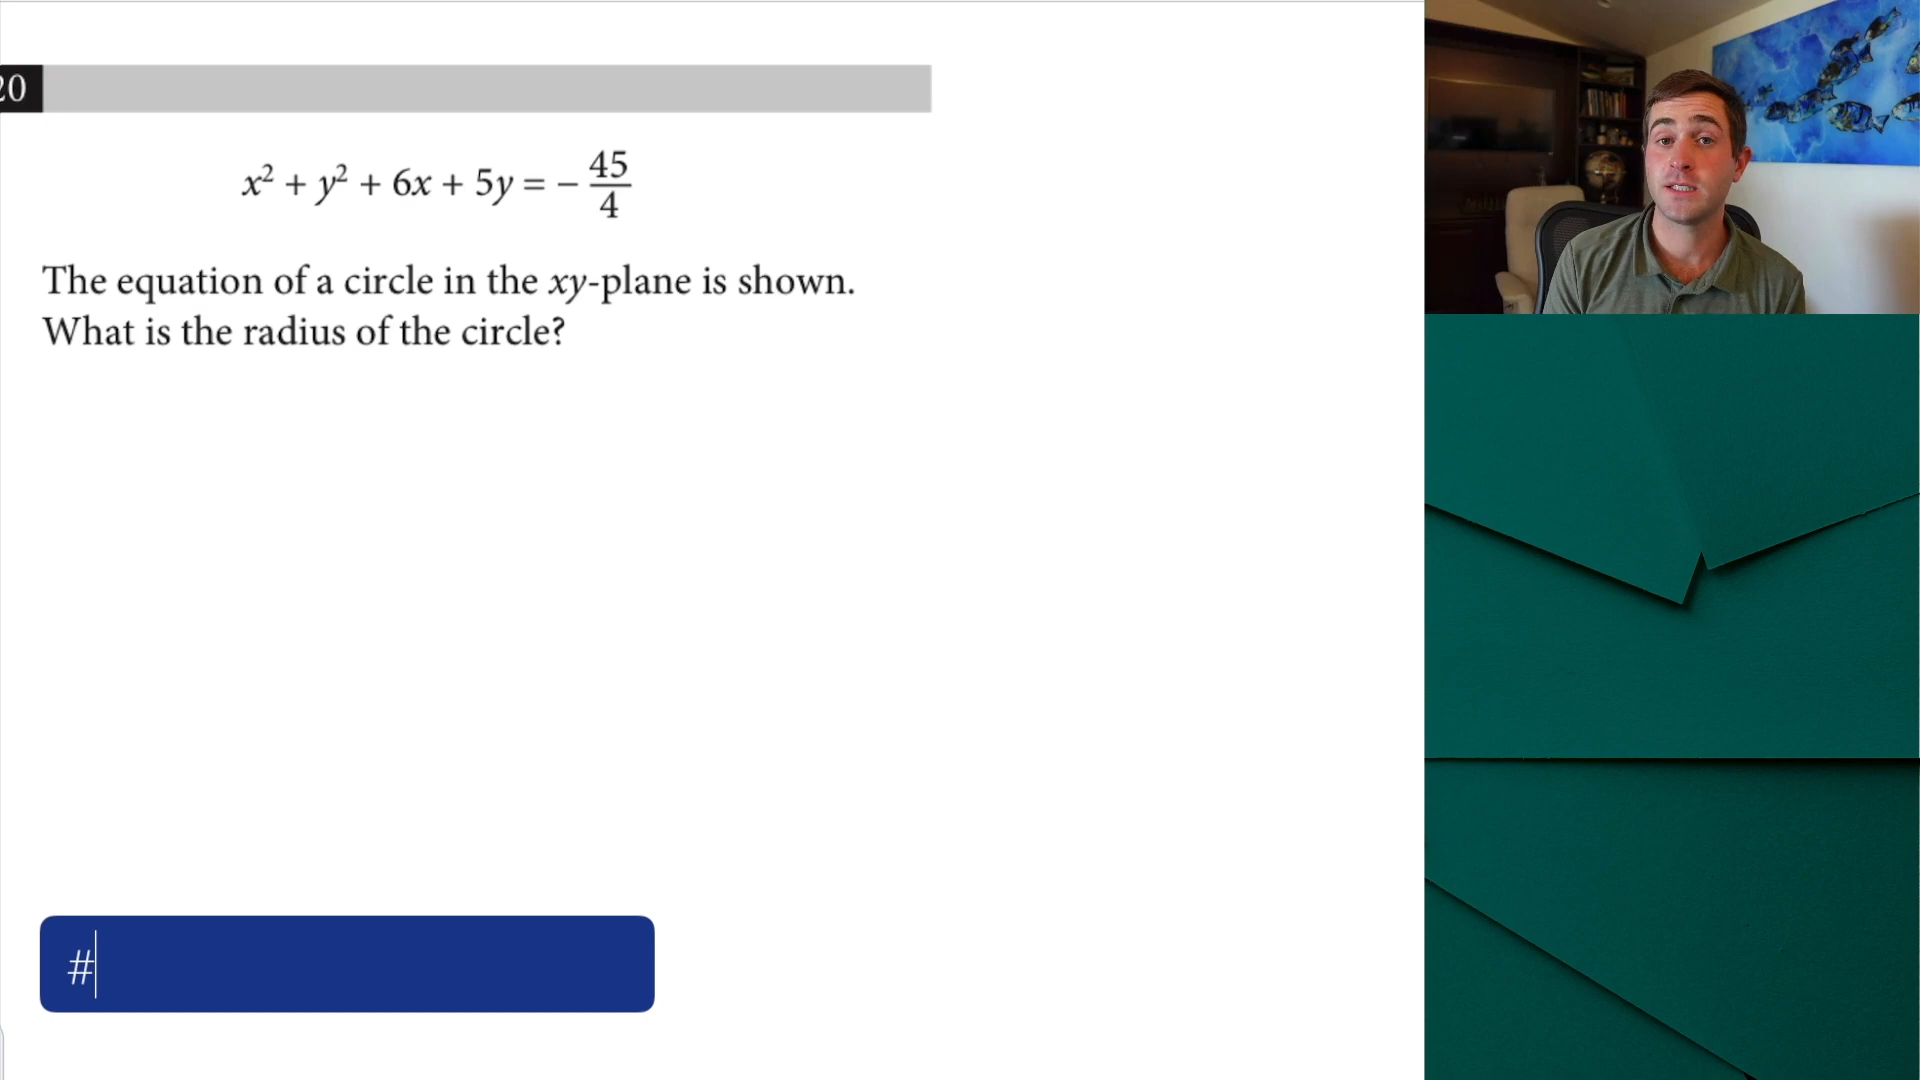 20
x² + y² + 6x + 5y = − 45/4
The equation of a circle in the xy-plane is shown.
What is the radius of the circle?
#